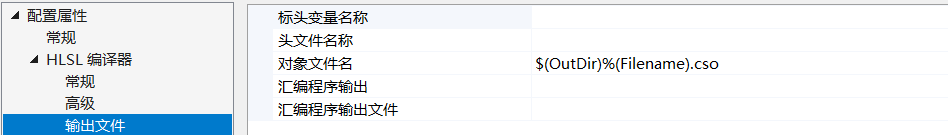 配置属性
常规
HLSL 编译器
常规
高级
输出文件
标头变量名称
头文件名称
对象文件名 $(OutDir)%(Filename).cso
汇编程序输出
汇编程序输出文件